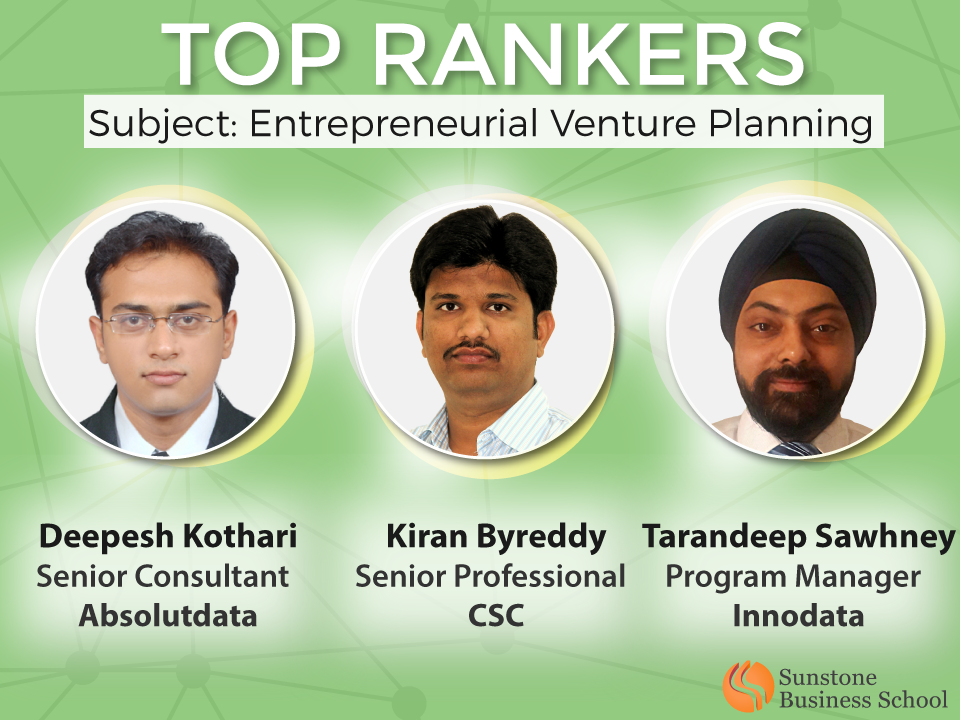 TOP RANKERS
Subject: Entrepreneurial Venture Planning
Deepesh Kothari
Senior Consultant
Absolutdata
Kiran Byreddy
Senior Professional
CSC
Tarandeep Sawhney
Program Manager
Innodata
Sunstone
Business School